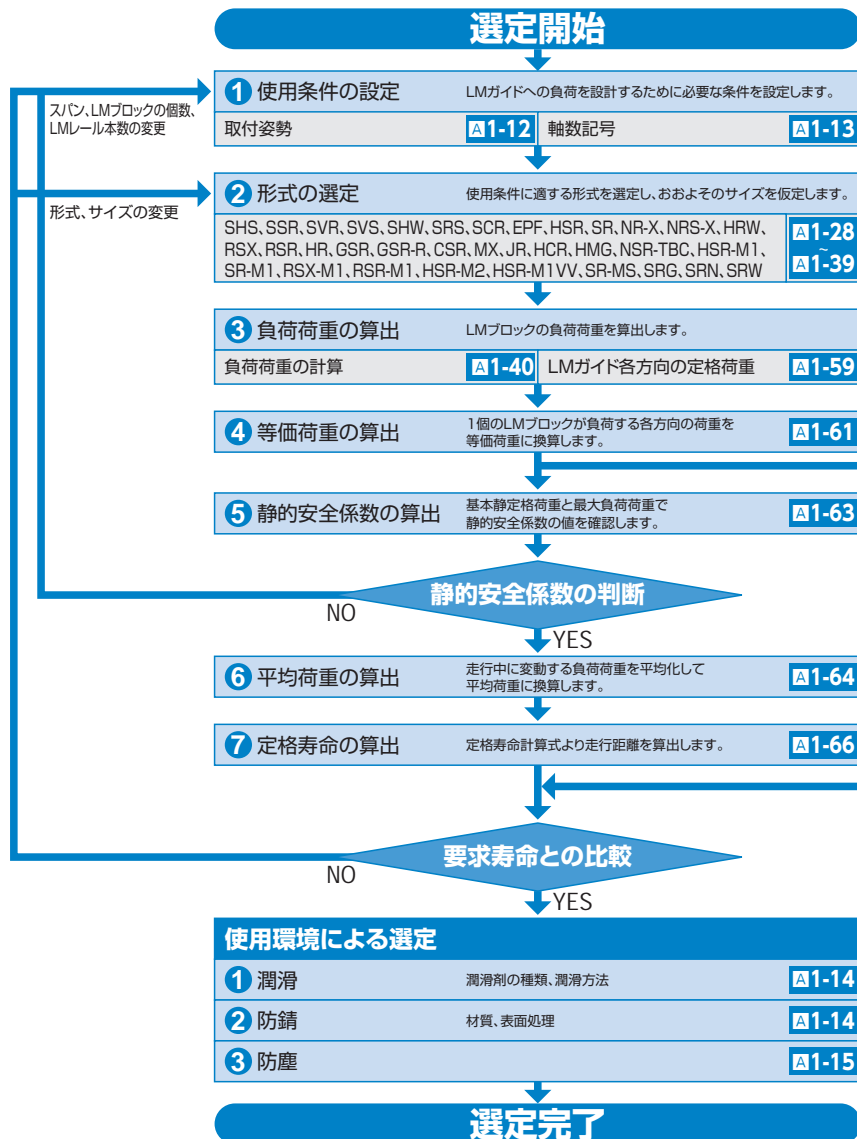 選定開始
スパン、LMブロックの個数、
LMレール本数の変更
1 使用条件の設定 LMガイドへの負荷を設計するために必要な条件を設定します。
取付姿勢 A1-12 軸数記号 A1-13
形式、サイズの変更
2 形式の選定 使用条件に適する形式を選定し、おおよそのサイズを仮定します。
SHS、SSR、SVR、SVS、SHW、SRS、SCR、EPF、HSR、SR、NR-X、NRS-X、HRW、
RSX、RSR、HR、GSR、GSR-R、CSR、MX、JR、HCR、HMG、NSR-TBC、HSR-M1、
SR-M1、RSX-M1、RSR-M1、HSR-M2、HSR-M1VV、SR-MS、SRG、SRN、SRW
A1-28
~
A1-39
3 負荷荷重の算出 LMブロックの負荷荷重を算出します。
負荷荷重の計算 A1-40 LMガイド各方向の定格荷重 A1-59
4 等価荷重の算出 1個のLMブロックが負荷する各方向の荷重を
等価荷重に換算します。 A1-61
5 静的安全係数の算出 基本静定格荷重と最大負荷荷重で
静的安全係数の値を確認します。 A1-63
静的安全係数の判断
NO
YES
6 平均荷重の算出 走行中に変動する負荷荷重を平均化して
平均荷重に換算します。 A1-64
7 定格寿命の算出 定格寿命計算式より走行距離を算出します。 A1-66
要求寿命との比較
NO
YES
使用環境による選定
1 潤滑 潤滑剤の種類、潤滑方法 A1-14
2 防錆 材質、表面処理 A1-14
3 防塵 A1-15
選定完了